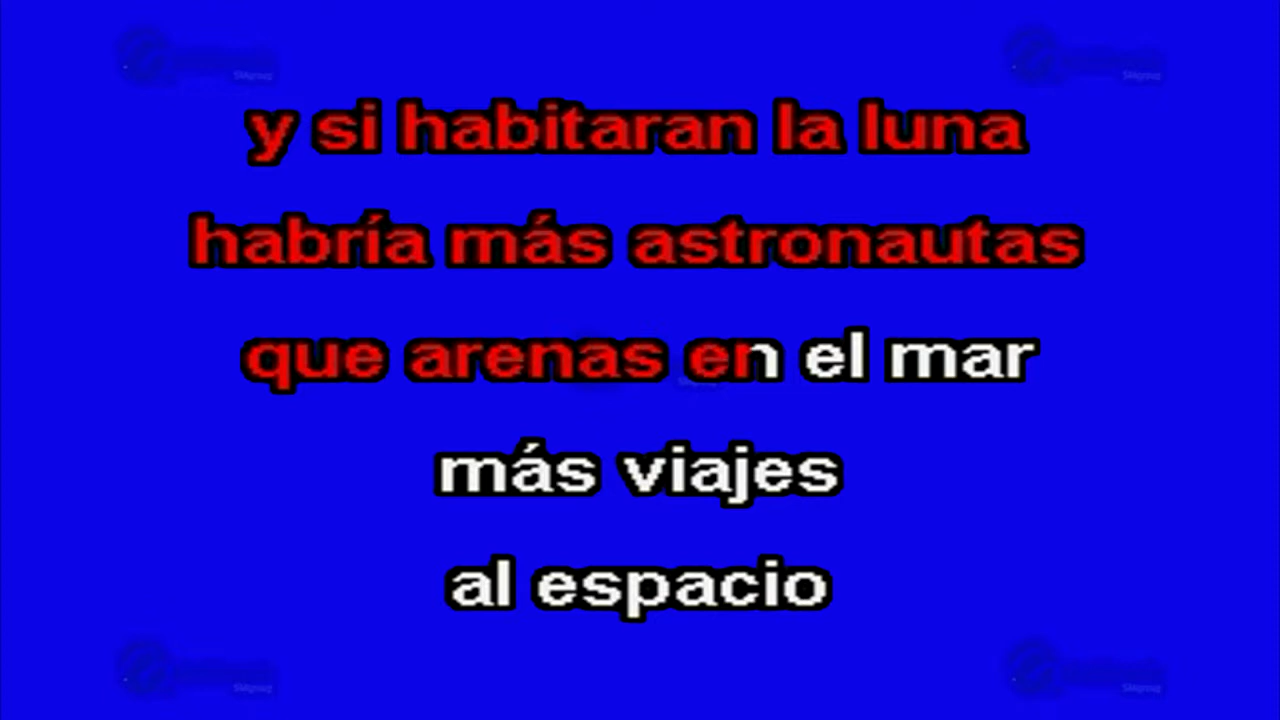 y si habitaran la luna
habría más astronautas
que arenas en el mar
más viajes
al espacio